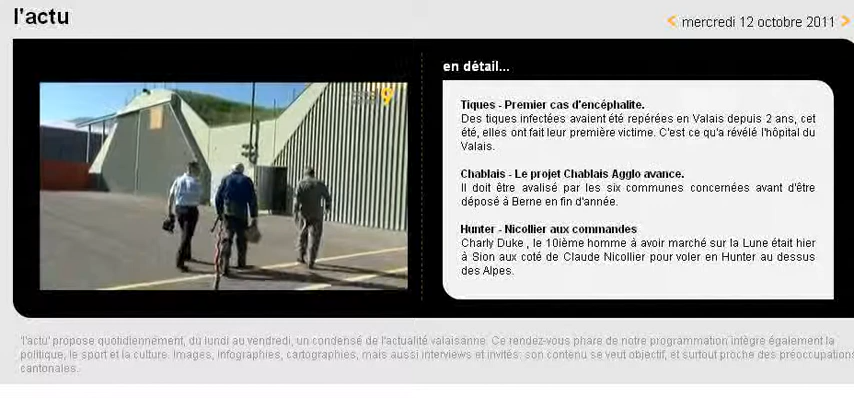 l'actu
< mercredi 12 octobre 2011 >
9
en détail...
Tiques - Premier cas d'encéphalite.
Des tiques infectées avaient été repérées en Valais depuis 2 ans, cet
été, elles ont fait leur première victime. C'est ce qu'a révélé l'hôpital du
Valais.
Chablais - Le projet Chablais Agglo avance.
Il doit être avalisé par les six communes concernées avant d'être
déposé à Berne en fin d'année.
Hunter - Nicollier aux commandes
Charly Duke , le 10ième homme à avoir marché sur la Lune était hier
à Sion aux coté de Claude Nicollier pour voler en Hunter au dessus
des Alpes.
'l'actu' propose quotidiennement, du lundi au vendredi, un condensé de l'actualité valaisanne. Ce rendez-vous phare de notre programmation intègre également la
politique, le sport et la culture. Images, infographies, cartographies, mais aussi interviews et invités: son contenu se veut objectif, et surtout proche des préoccupations
cantonales.